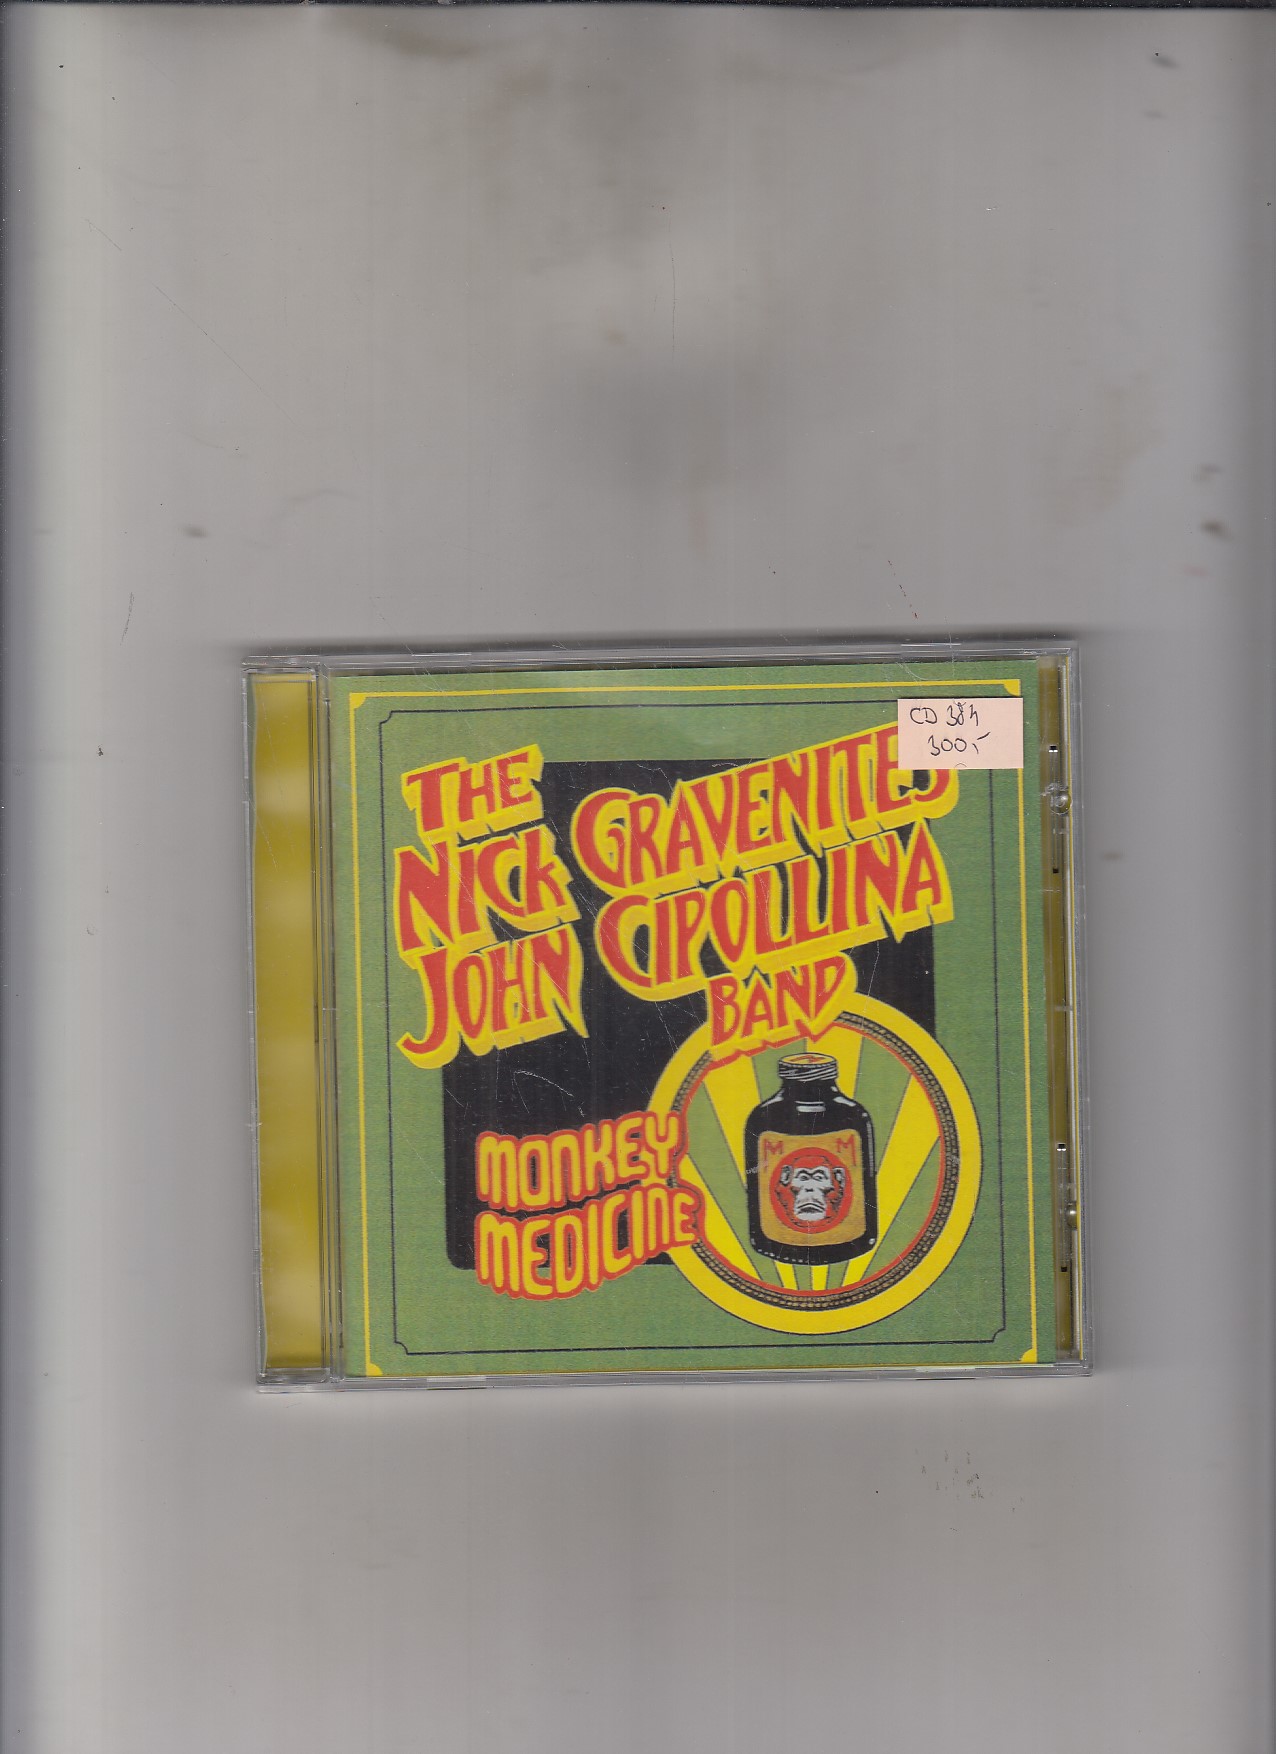 CD 384
300,-
THE
NICK GRAVENITES
JOHN CIPOLLINA
BAND
MONKEY
MEDICINE
M M